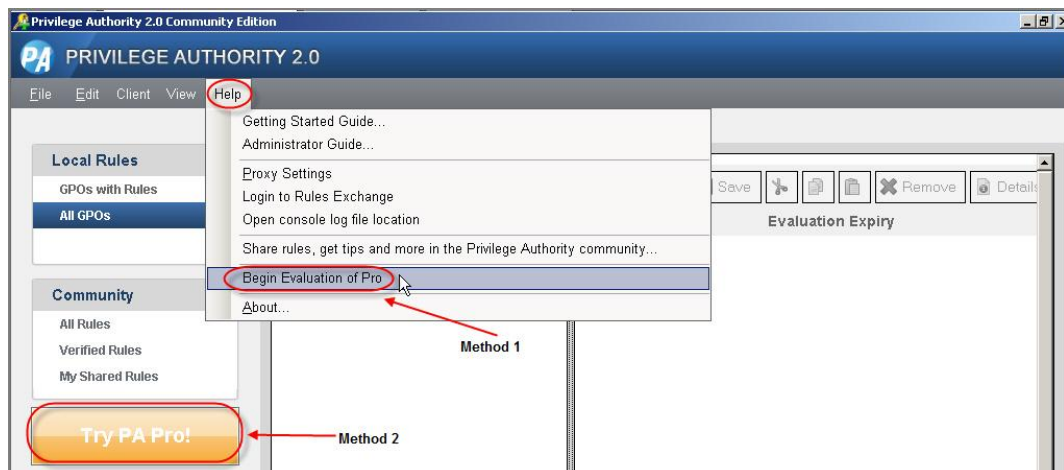 Privilege Authority 2.0 Community Edition
PA PRIVILEGE AUTHORITY 2.0
File Edit Client View Help
Getting Started Guide...
Administrator Guide...
Proxy Settings
Login to Rules Exchange
Open console log file location
Share rules, get tips and more in the Privilege Authority community...
Begin Evaluation of Pro
About...
Local Rules
GPOs with Rules
All GPOs
Community
All Rules
Verified Rules
My Shared Rules
Try PA Pro!
Save Remove Details
Evaluation Expiry
Method 1
Method 2